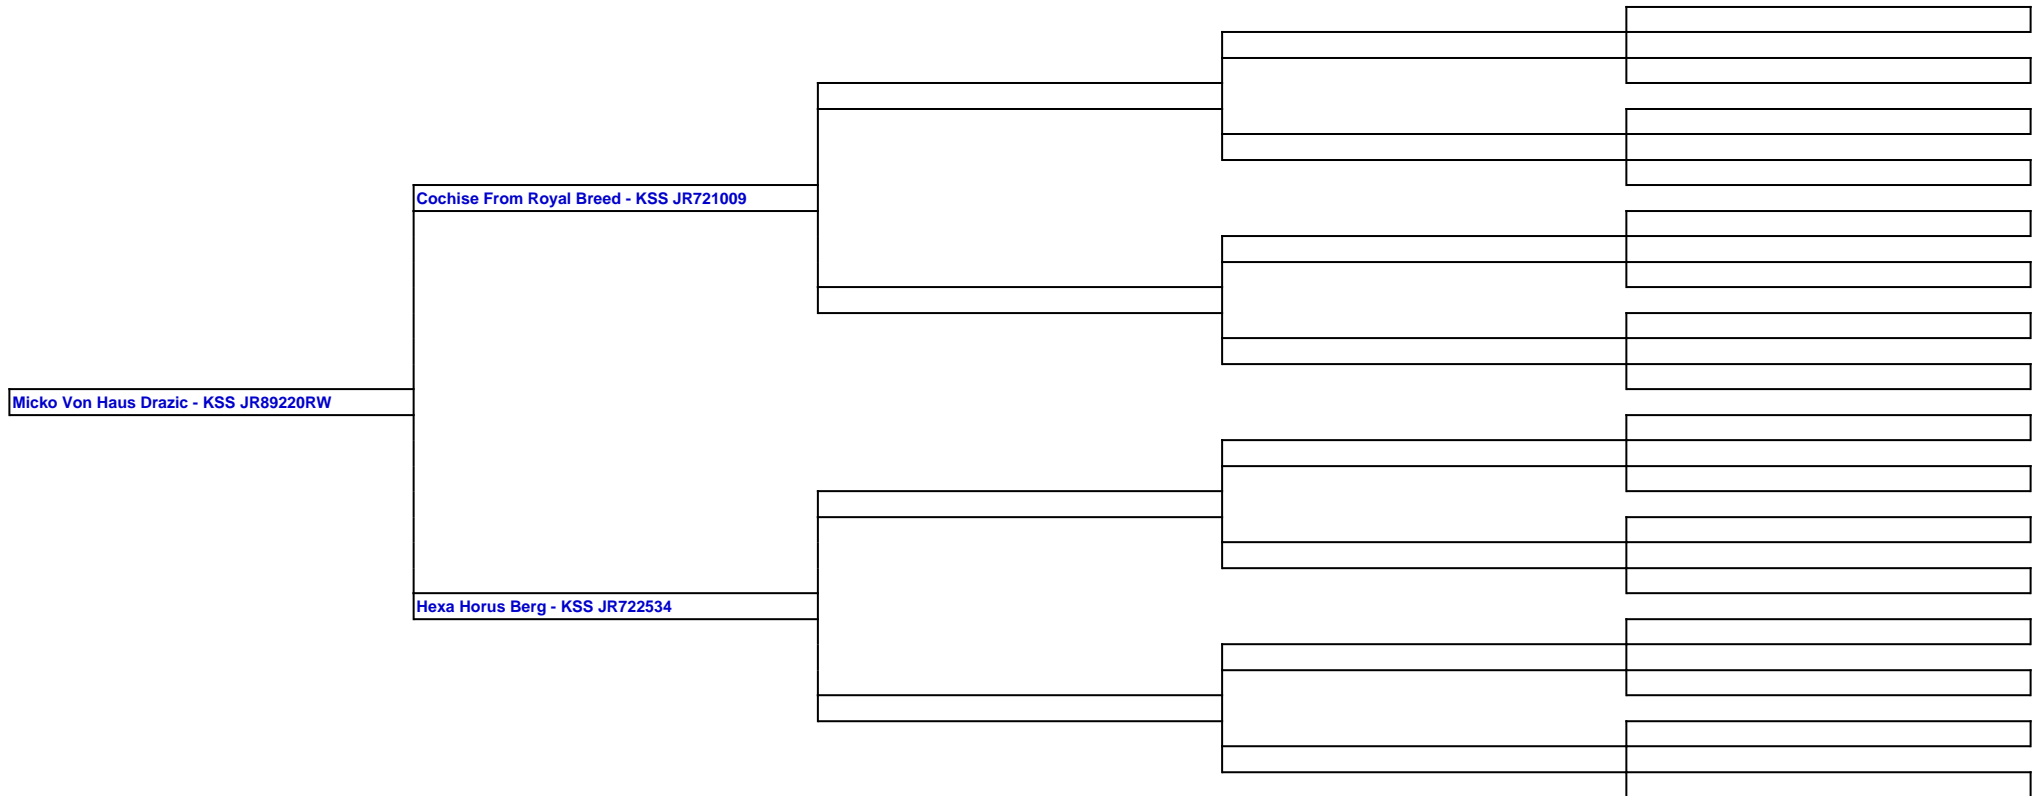 Cochise From Royal Breed - KSS JR721009
Micko Von Haus Drazic - KSS JR89220RW
Hexa Horus Berg - KSS JR722534